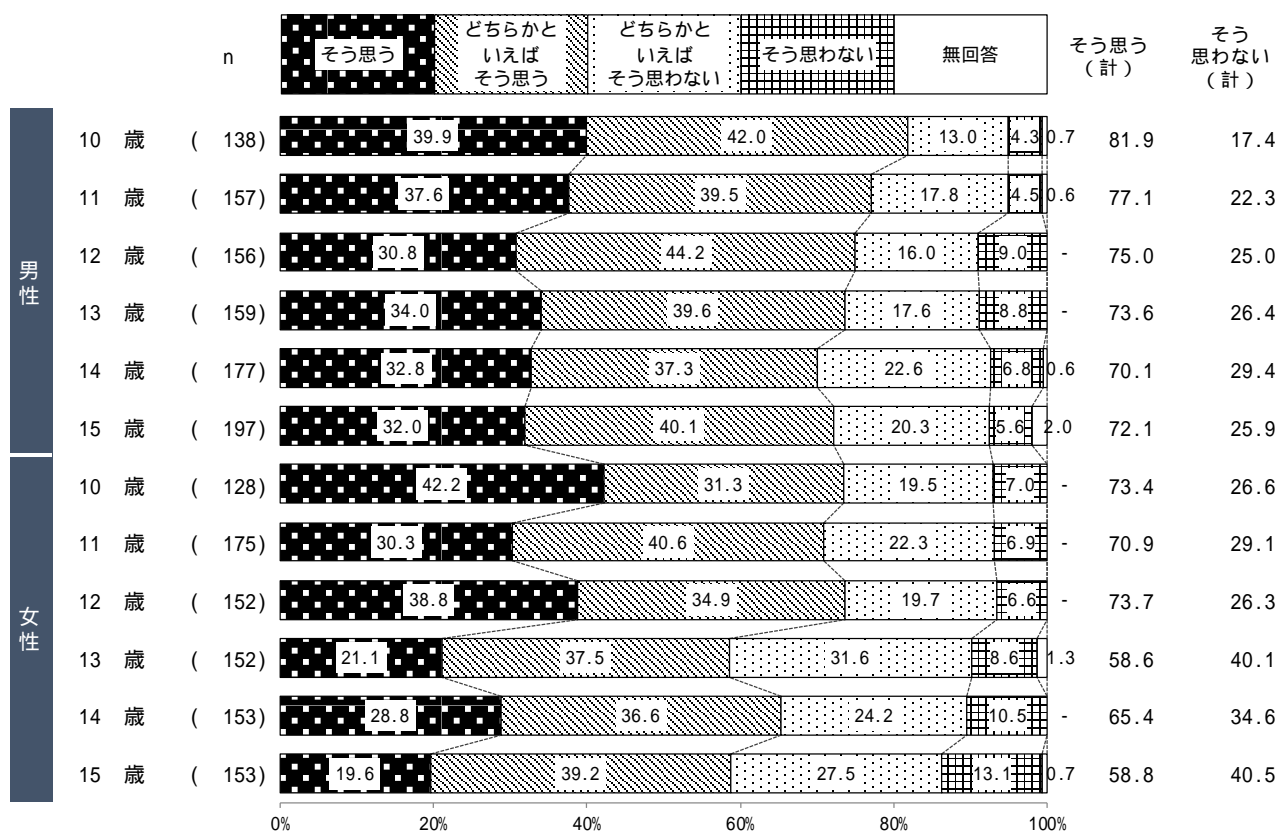 n
そう思う
どちらかと
いえば
そう思う
どちらかと
いえば
そう思わない
そう思わない
無回答
そう思う
（計）
そう
思わない
（計）
男性
10 歳 ( 138) 39.9 42.0 13.0 4.3 0.7 81.9 17.4
11 歳 ( 157) 37.6 39.5 17.8 4.5 0.6 77.1 22.3
12 歳 ( 156) 30.8 44.2 16.0 9.0 - 75.0 25.0
13 歳 ( 159) 34.0 39.6 17.6 8.8 - 73.6 26.4
14 歳 ( 177) 32.8 37.3 22.6 6.8 0.6 70.1 29.4
15 歳 ( 197) 32.0 40.1 20.3 5.6 2.0 72.1 25.9
女性
10 歳 ( 128) 42.2 31.3 19.5 7.0 - 73.4 26.6
11 歳 ( 175) 30.3 40.6 22.3 6.9 - 70.9 29.1
12 歳 ( 152) 38.8 34.9 19.7 6.6 - 73.7 26.3
13 歳 ( 152) 21.1 37.5 31.6 8.6 1.3 58.6 40.1
14 歳 ( 153) 28.8 36.6 24.2 10.5 - 65.4 34.6
15 歳 ( 153) 19.6 39.2 27.5 13.1 0.7 58.8 40.5
0% 20% 40% 60% 80% 100%